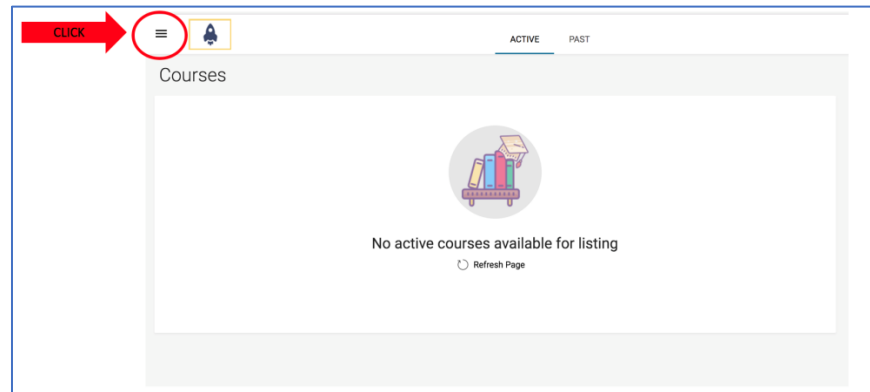 CLICK
ACTIVE PAST
Courses
No active courses available for listing
Refresh Page